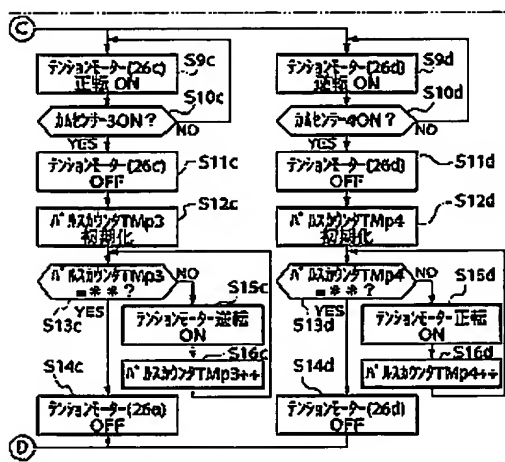 C
テンションモーター(26c)
正転 ON
S9c
カムセンサー3ON?
S10c
NO
YES
テンションモーター(26c)
OFF
S11c
パルスカウンタTMp3
初期化
S12c
パルスカウンタTMp3
=**?
NO
S13c
YES
S15c
テンションモーター逆転
ON
S16c
パルスカウンタTMp3++
S14c
テンションモーター(26a)
OFF
テンションモーター(26d)
逆転 ON
S9d
カムセンサー4ON?
S10d
NO
YES
テンションモーター(26d)
OFF
S11d
パルスカウンタTMp4
初期化
S12d
パルスカウンタTMp4
=**?
NO
S13d
YES
S15d
テンションモーター正転
ON
S16d
パルスカウンタTMp4++
S14d
テンションモーター(26d)
OFF
D